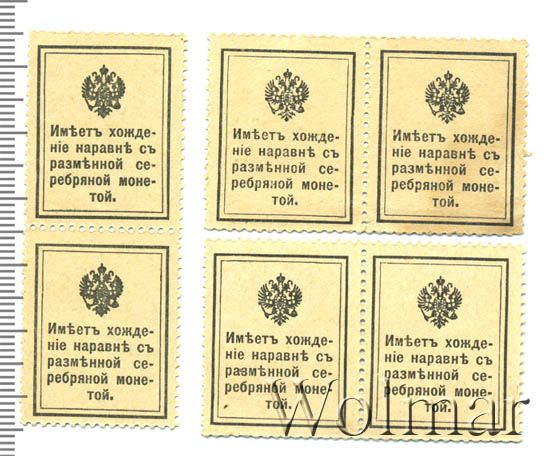 Имѣетъ хожде-
ніе наравнѣ съ
размѣнной се-
ребряной моне-
той.
Имѣетъ хожде-
ніе наравнѣ съ
размѣнной се-
ребряной моне-
той.
Имѣетъ хожде-
ніе наравнѣ съ
размѣнной се-
ребряной моне-
той.
Имѣетъ хожде-
ніе наравнѣ съ
размѣнной се-
ребряной моне-
той.
Имѣетъ хожде-
ніе наравнѣ съ
размѣнной се-
ребряной моне-
той.
Имѣетъ хожде-
ніе наравнѣ съ
размѣнной се-
ребряной моне-
той.
Wolmar